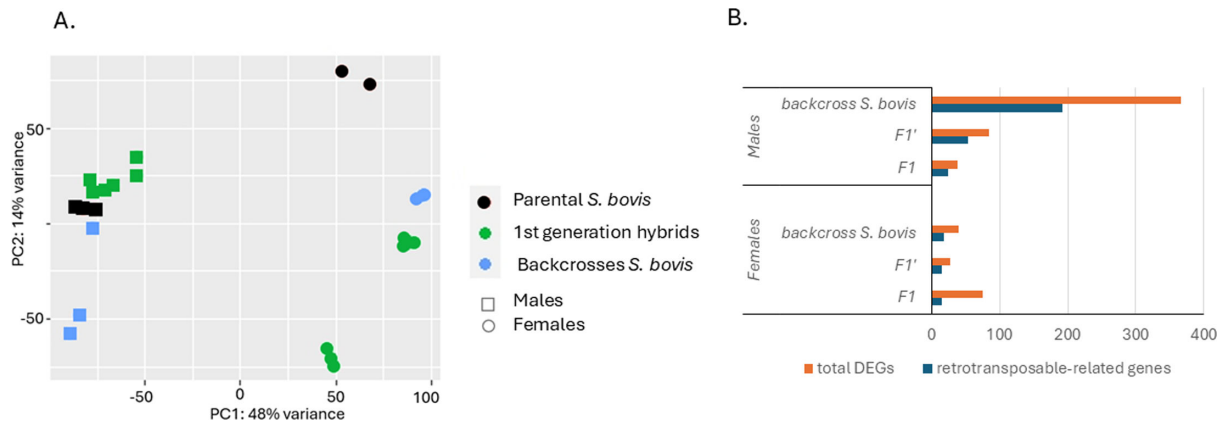 A.
50
-50
PC2: 14% variance
-50
0
50
100
PC1: 48% variance
Parental S. bovis
1st generation hybrids
Backcrosses S. bovis
Males
Females
B.
Males
backcross S. bovis
F1'
F1
Females
backcross S. bovis
F1'
F1
0
100
200
300
400
total DEGs
retrotransposable-related genes